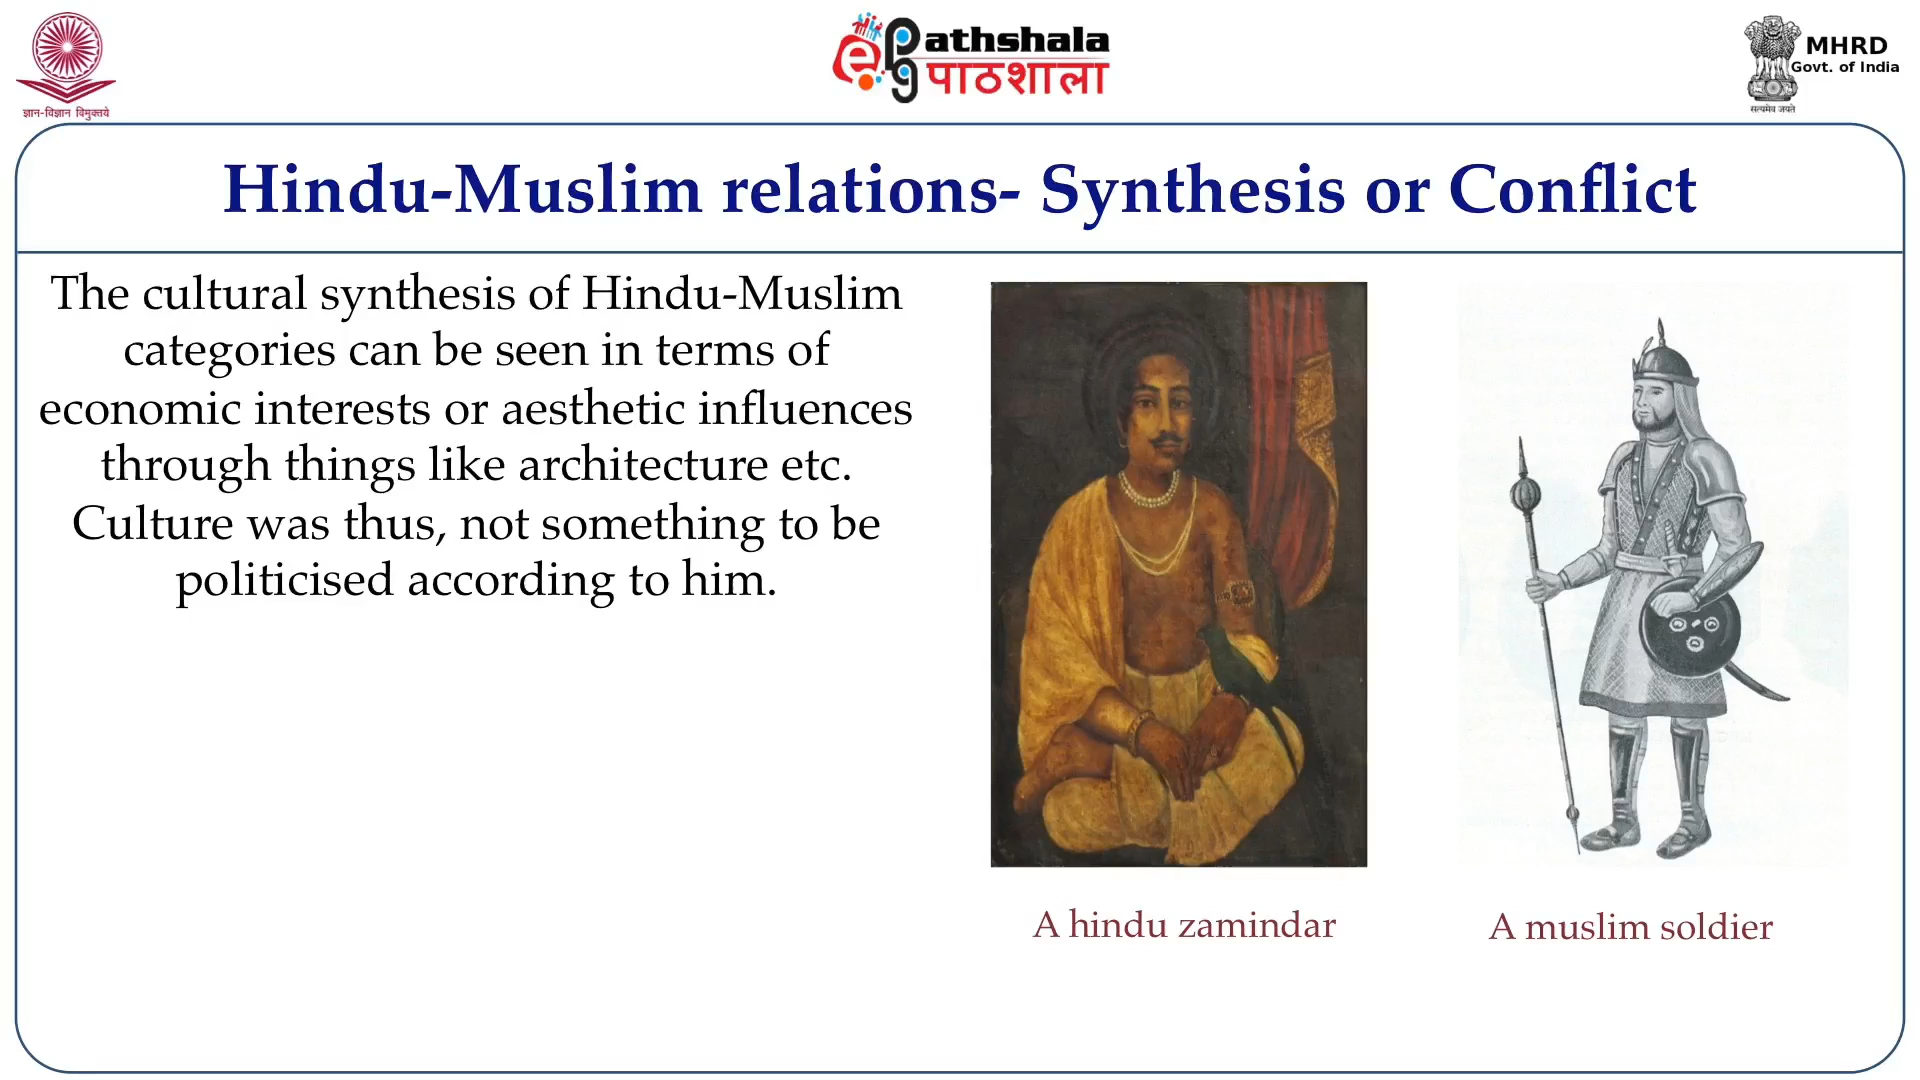 ज्ञान-विज्ञान विमुक्तये
e Pathshala
पाठशाला
MHRD
Govt. of India
सत्यमेव जयते
Hindu-Muslim relations- Synthesis or Conflict
The cultural synthesis of Hindu-Muslim
categories can be seen in terms of
economic interests or aesthetic influences
through things like architecture etc.
Culture was thus, not something to be
politicised according to him.
A hindu zamindar
A muslim soldier